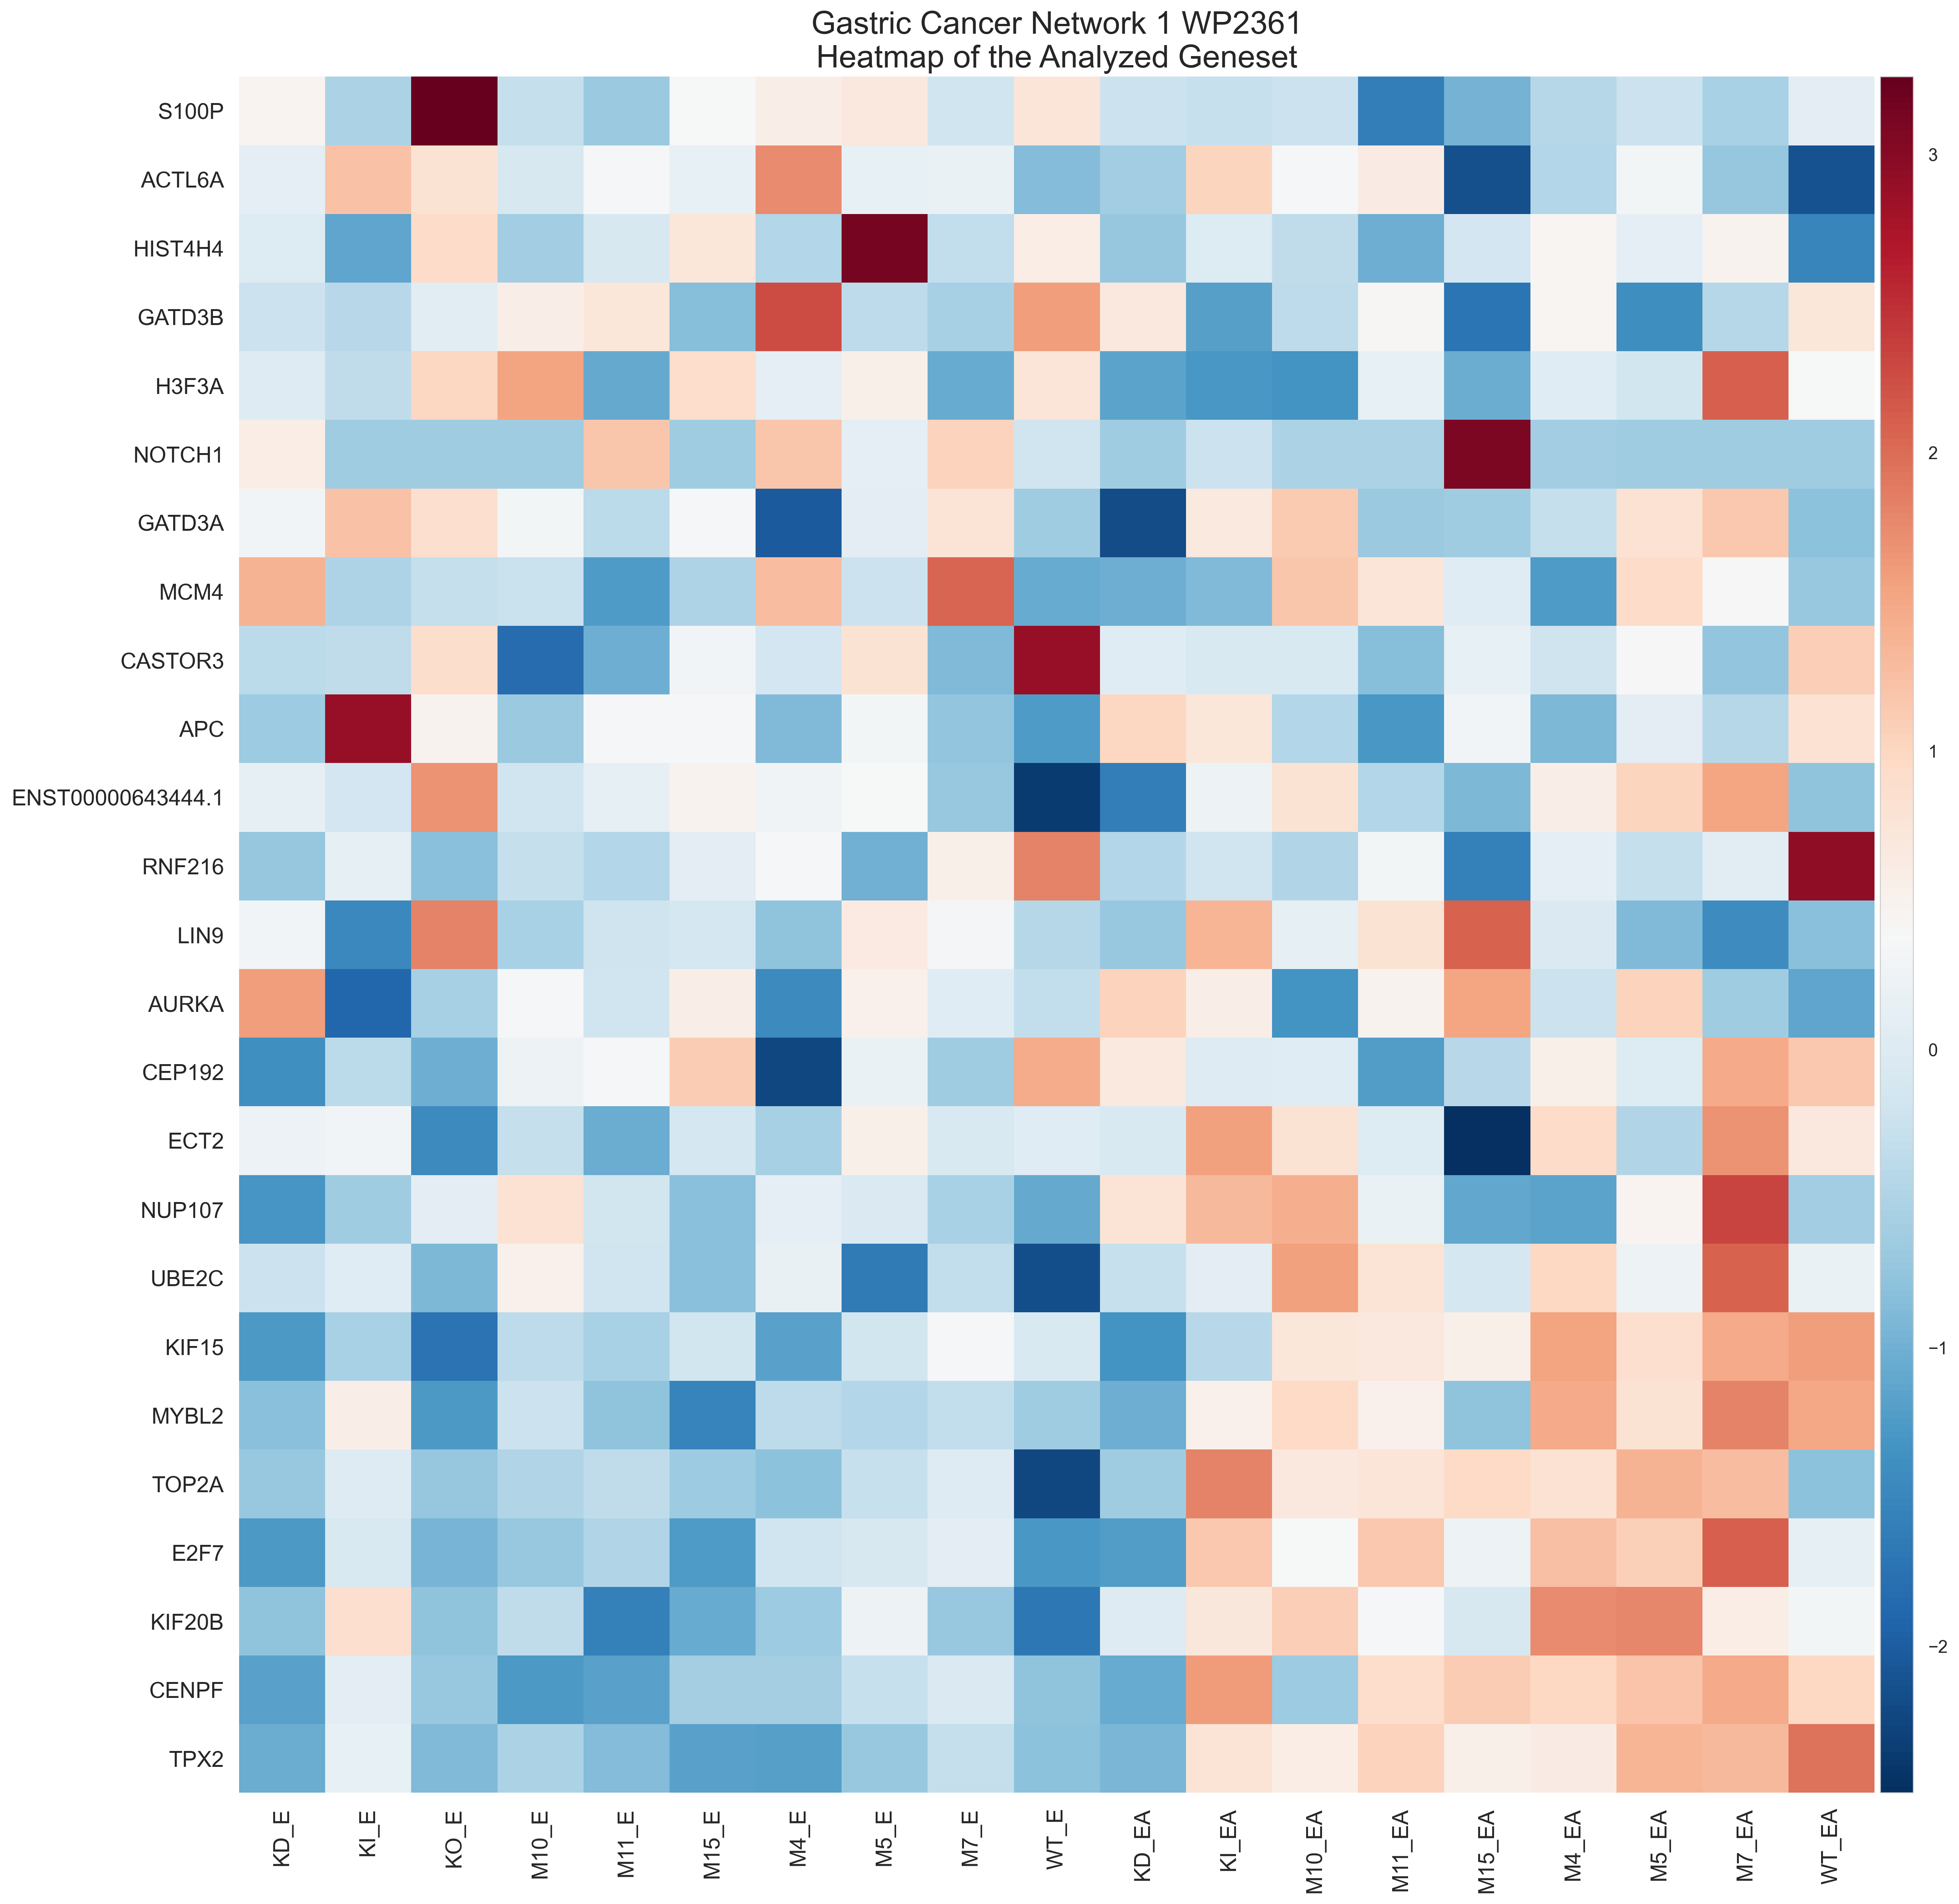 Gastric Cancer Network 1 WP2361
Heatmap of the Analyzed Geneset
S100P
ACTL6A
HIST4H4
GATD3B
H3F3A
NOTCH1
GATD3A
MCM4
CASTOR3
APC
ENST00000643444.1
RNF216
LIN9
AURKA
CEP192
ECT2
NUP107
UBE2C
KIF15
MYBL2
TOP2A
E2F7
KIF20B
CENPF
TPX2
KD_E
KI_E
KO_E
M10_E
M11_E
M15_E
M4_E
M5_E
M7_E
WT_E
KD_EA
KI_EA
M10_EA
M11_EA
M15_EA
M4_EA
M5_EA
M7_EA
WT_EA
3
2
1
0
−1
−2